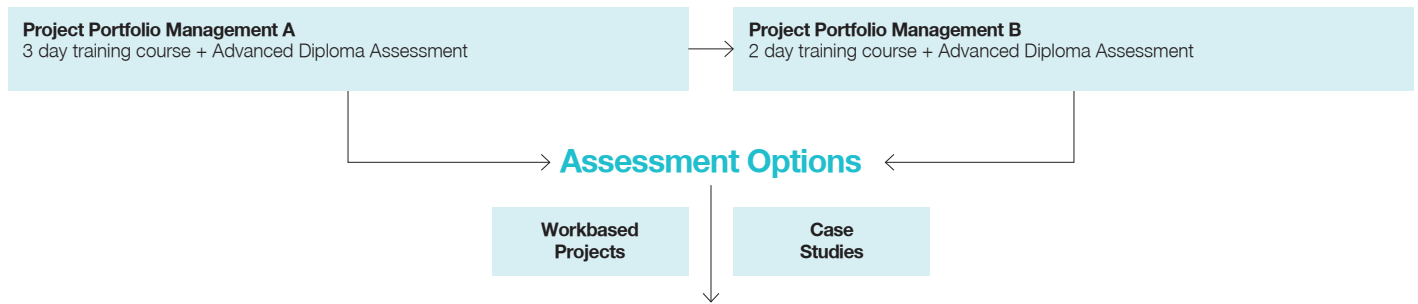 Project Portfolio Management A
3 day training course + Advanced Diploma Assessment
Project Portfolio Management B
2 day training course + Advanced Diploma Assessment
Assessment Options
Workbased
Projects
Case
Studies